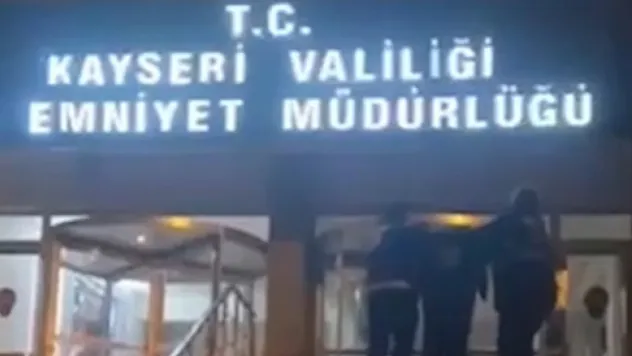 T.C.
KAYSERİ VALİLİĞİ
EMNİYET MÜDÜRLÜĞÜ